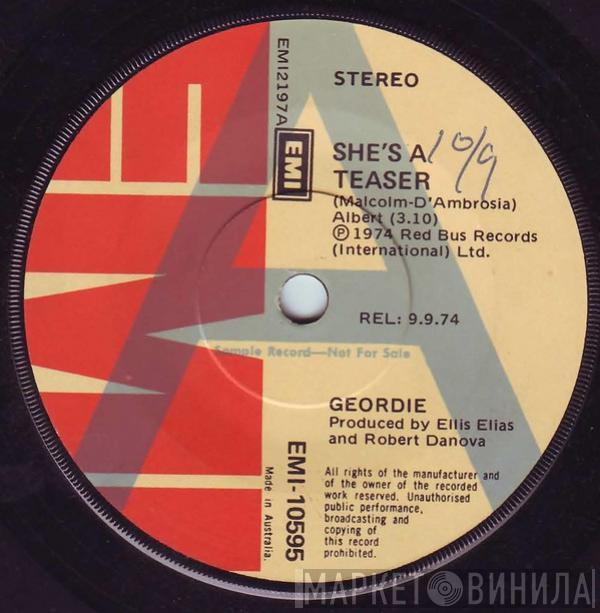 STEREO
EMI2197A
EMI
SHE'S A
TEASER
10/9
(Malcolm-D'Ambrosia)
Albert (3.10)
Ⓟ1974 Red Bus Records
(International) Ltd.
REL: 9.9.74
Sample Record—Not For Sale
GEORDIE
Produced by Ellis Elias
and Robert Danova
EMI-10595
Made in Australia.
All rights of the manufacturer and
of the owner of the recorded
work reserved. Unauthorised
public performance,
broadcasting and
copying of
this record
prohibited.
EMI
A
МАРКЕТ ВИНИЛА